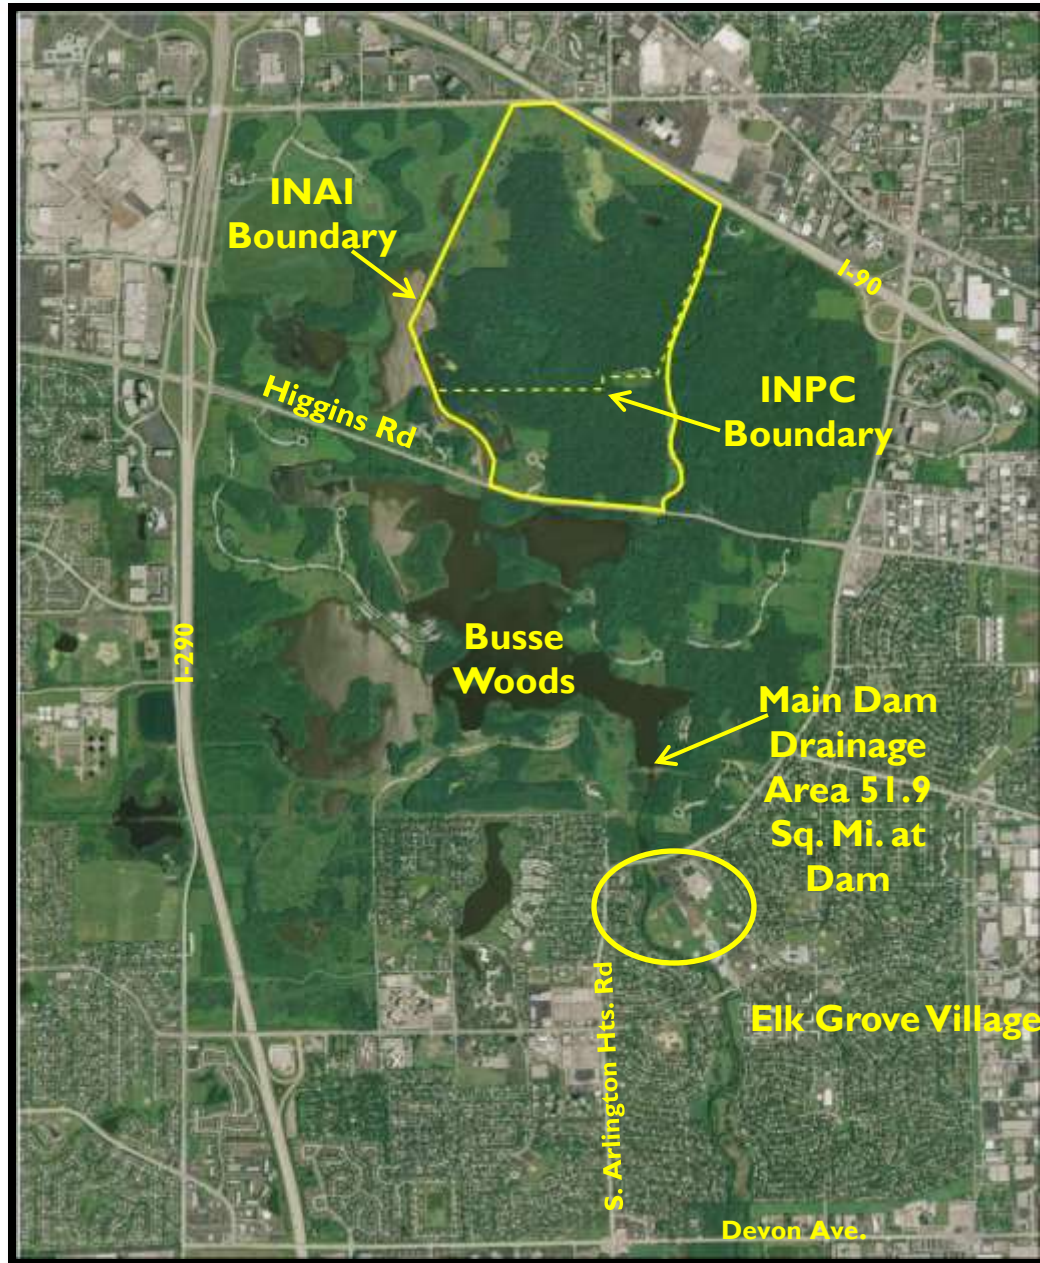 INAI
Boundary
I-90
Higgins Rd
INPC
Boundary
I-290
Busse
Woods
Main Dam
Drainage
Area 51.9
Sq. Mi. at
Dam
S. Arlington Hts. Rd
Elk Grove Village
Devon Ave.